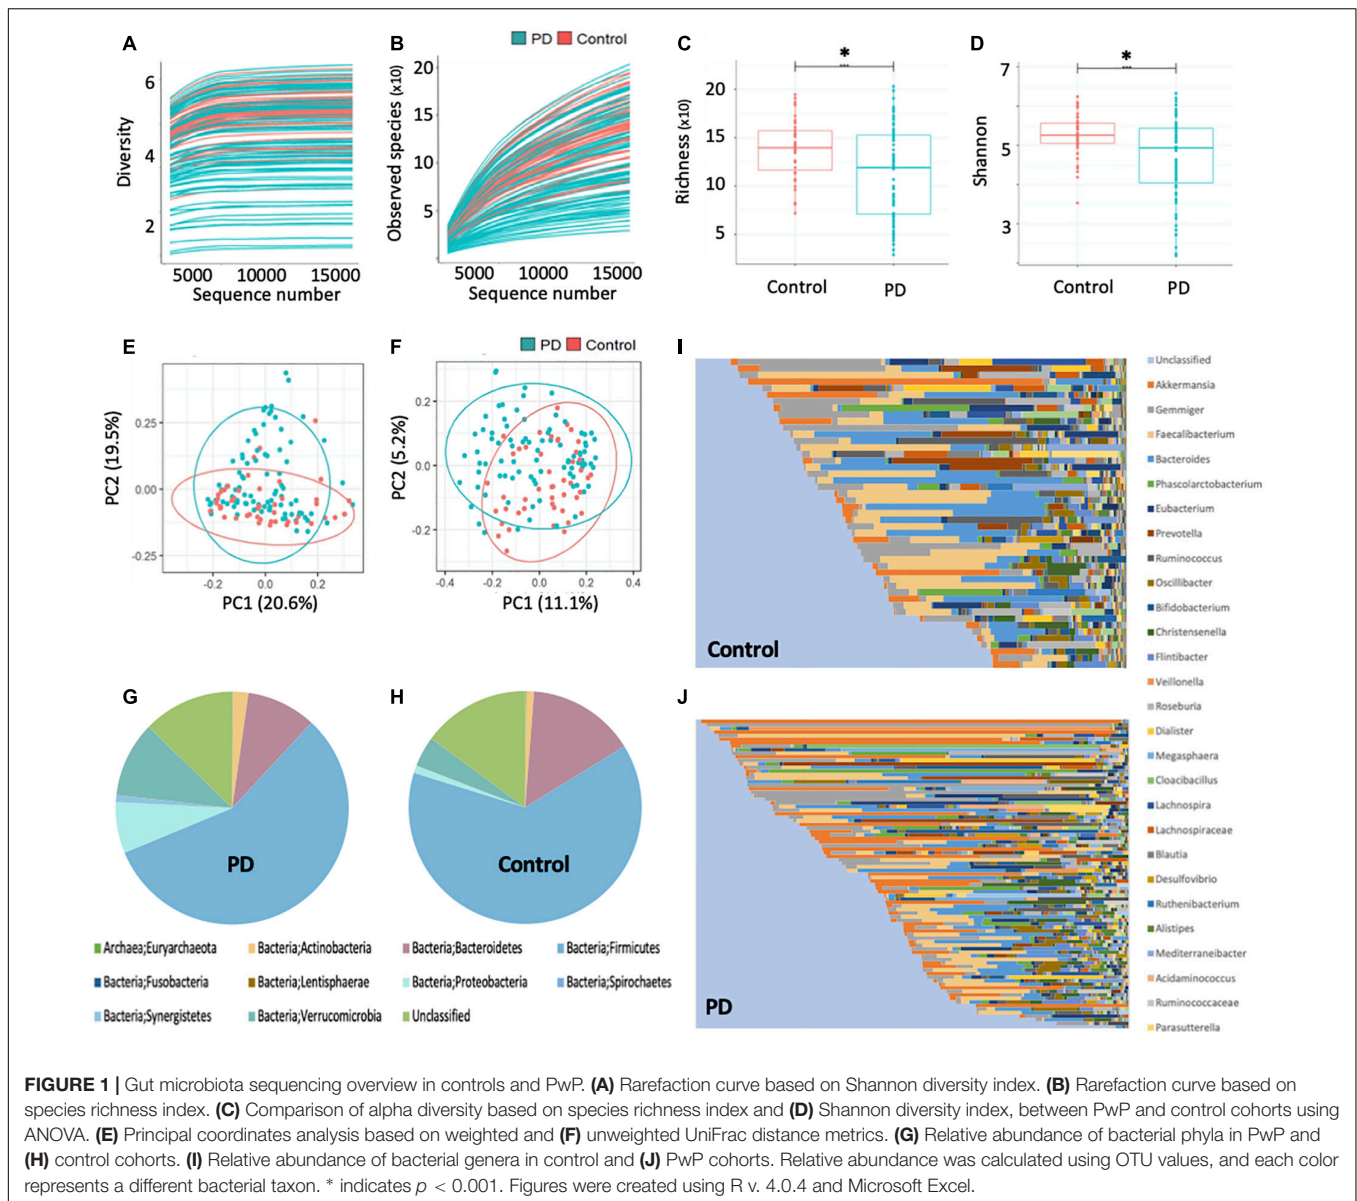 A
6
4
2
Diversity
5000 10000 15000
Sequence number
B
PD Control
20
15
10
5
Observed species (x10)
5000 10000 15000
Sequence number
C
*
20
15
10
5
Richness (x10)
Control PD
D
*
7
5
3
Shannon
Control PD
E
0.25
0.00
-0.25
PC2 (19.5%)
-0.2 0.0 0.2
PC1 (20.6%)
F
PD Control
0.2
0.0
-0.2
PC2 (5.2%)
-0.4 -0.2 0.0 0.2 0.4
PC1 (11.1%)
G
PD
H
Control
Archaea;Euryarchaeota Bacteria;Actinobacteria Bacteria;Bacteroidetes Bacteria;Firmicutes
Bacteria;Fusobacteria Bacteria;Lentisphaerae Bacteria;Proteobacteria Bacteria;Spirochaetes
Bacteria;Synergistetes Bacteria;Verrucomicrobia Unclassified
I
Control
J
PD
Unclassified
Akkermansia
Gemmiger
Faecalibacterium
Bacteroides
Phascolarctobacterium
Eubacterium
Prevotella
Ruminococcus
Oscillibacter
Bifidobacterium
Christensenella
Flintibacter
Veillonella
Roseburia
Dialister
Megasphaera
Cloacibacillus
Lachnospira
Lachnospiraceae
Blautia
Desulfovibrio
Ruthenibacterium
Alistipes
Mediterraneibacter
Acidaminococcus
Ruminococcaceae
Parasutterella
FIGURE 1 | Gut microbiota sequencing overview in controls and PwP. (A) Rarefaction curve based on Shannon diversity index. (B) Rarefaction curve based on
species richness index. (C) Comparison of alpha diversity based on species richness index and (D) Shannon diversity index, between PwP and control cohorts using
ANOVA. (E) Principal coordinates analysis based on weighted and (F) unweighted UniFrac distance metrics. (G) Relative abundance of bacterial phyla in PwP and
(H) control cohorts. (I) Relative abundance of bacterial genera in control and (J) PwP cohorts. Relative abundance was calculated using OTU values, and each color
represents a different bacterial taxon. * indicates p < 0.001. Figures were created using R v. 4.0.4 and Microsoft Excel.